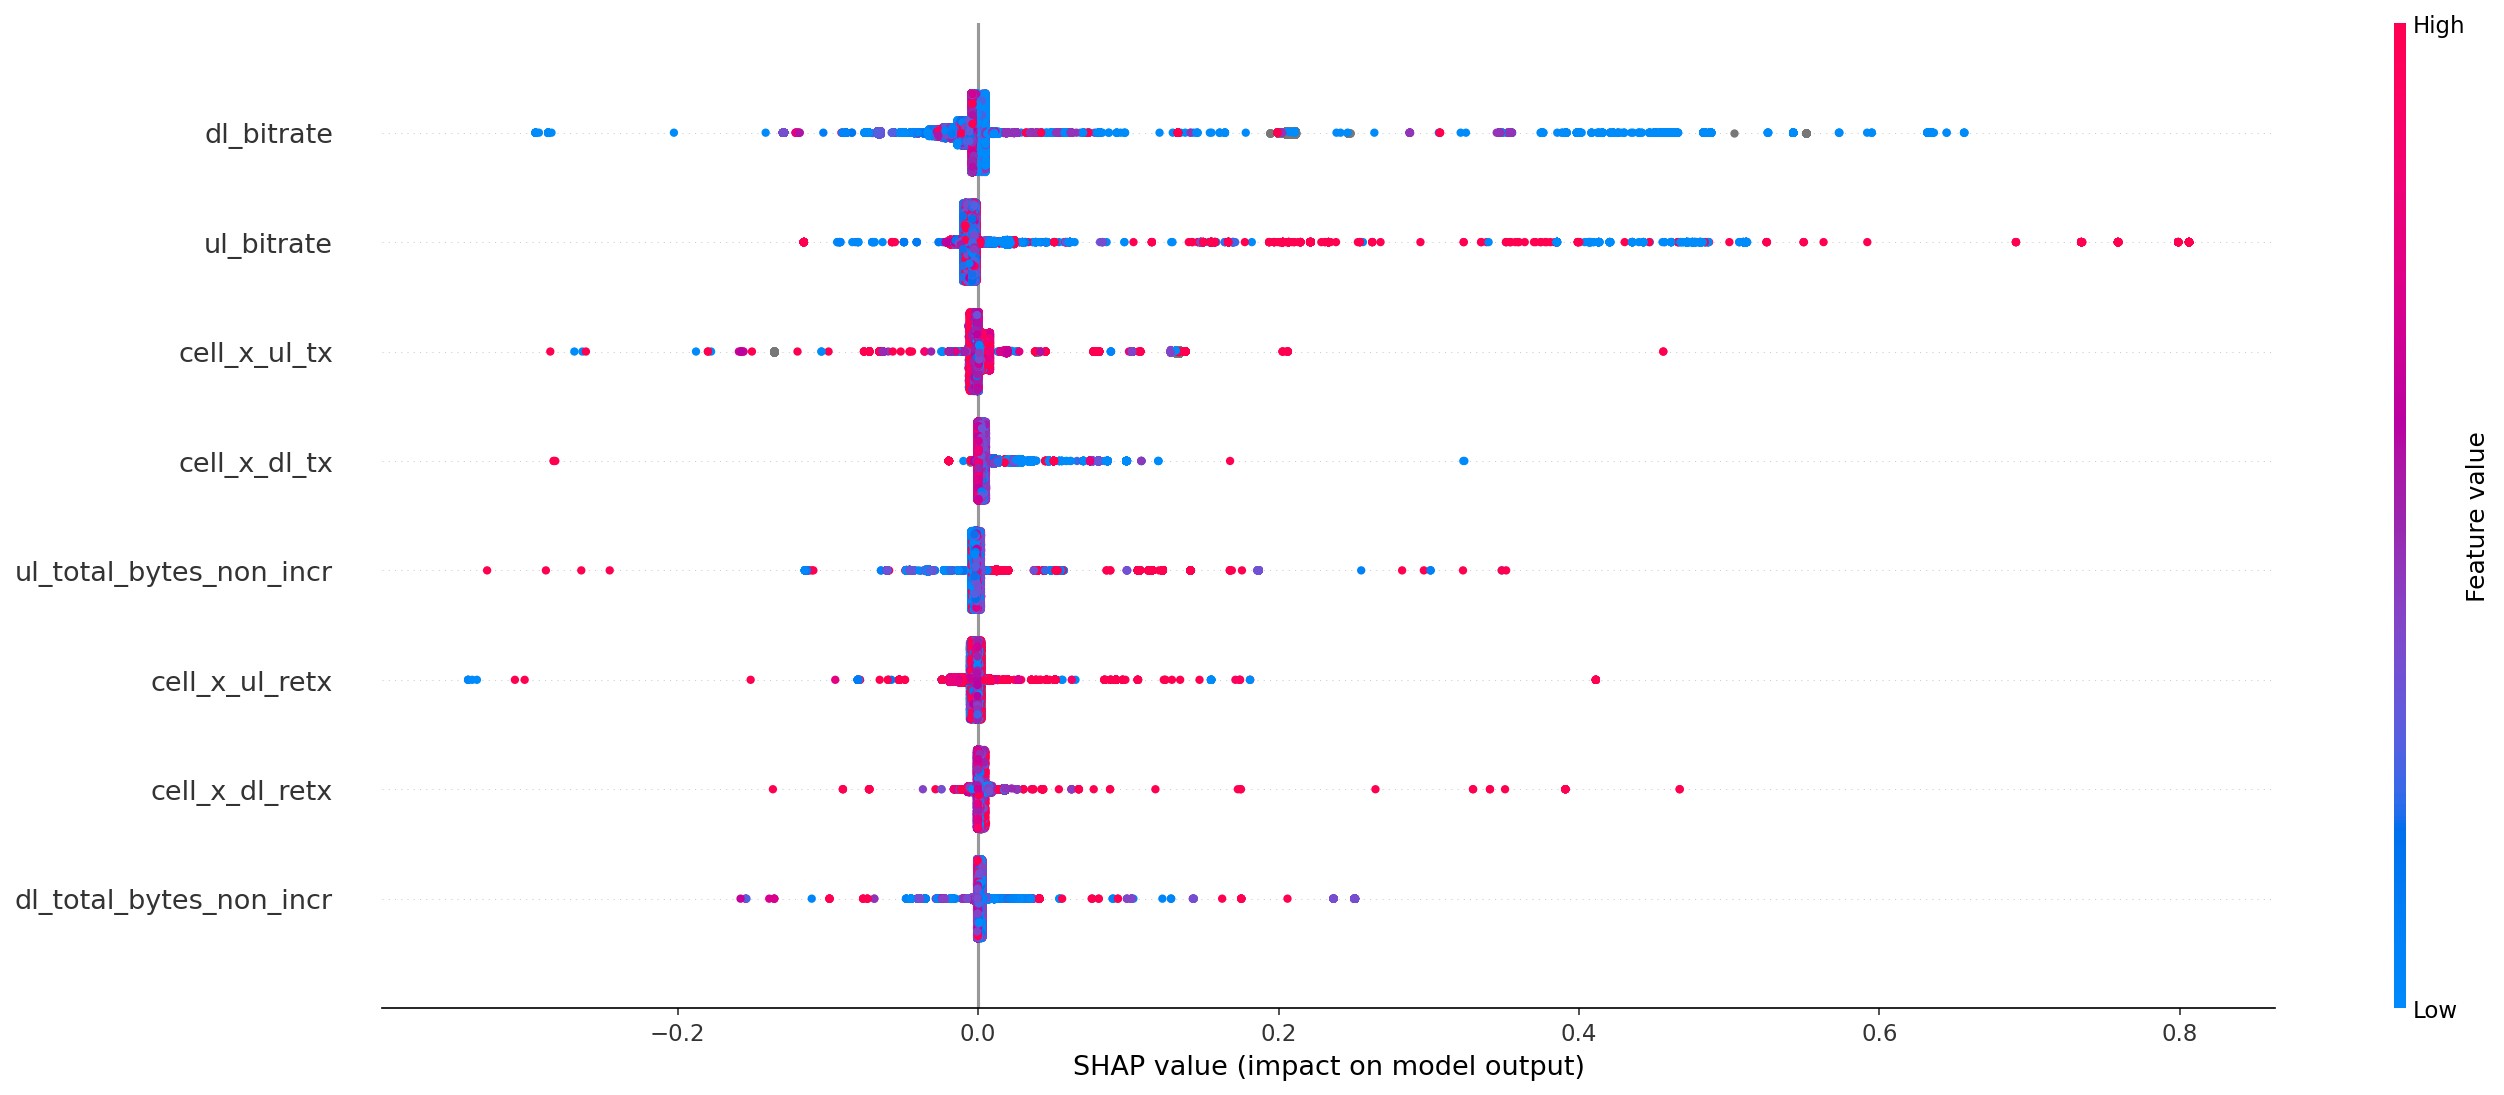 High
dl_bitrate
ul_bitrate
cell_x_ul_tx
cell_x_dl_tx
ul_total_bytes_non_incr
cell_x_ul_retx
cell_x_dl_retx
dl_total_bytes_non_incr
Feature value
Low
−0.2 0.0 0.2 0.4 0.6 0.8
SHAP value (impact on model output)